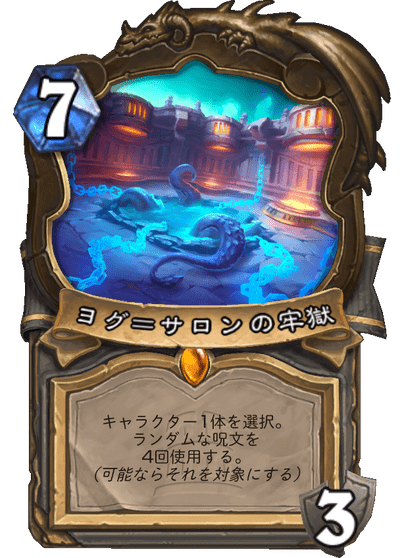 7
ヨグ=サロンの牢獄
キャラクター1体を選択。
ランダムな呪文を
4回使用する。
(可能ならそれを対象にする)
3